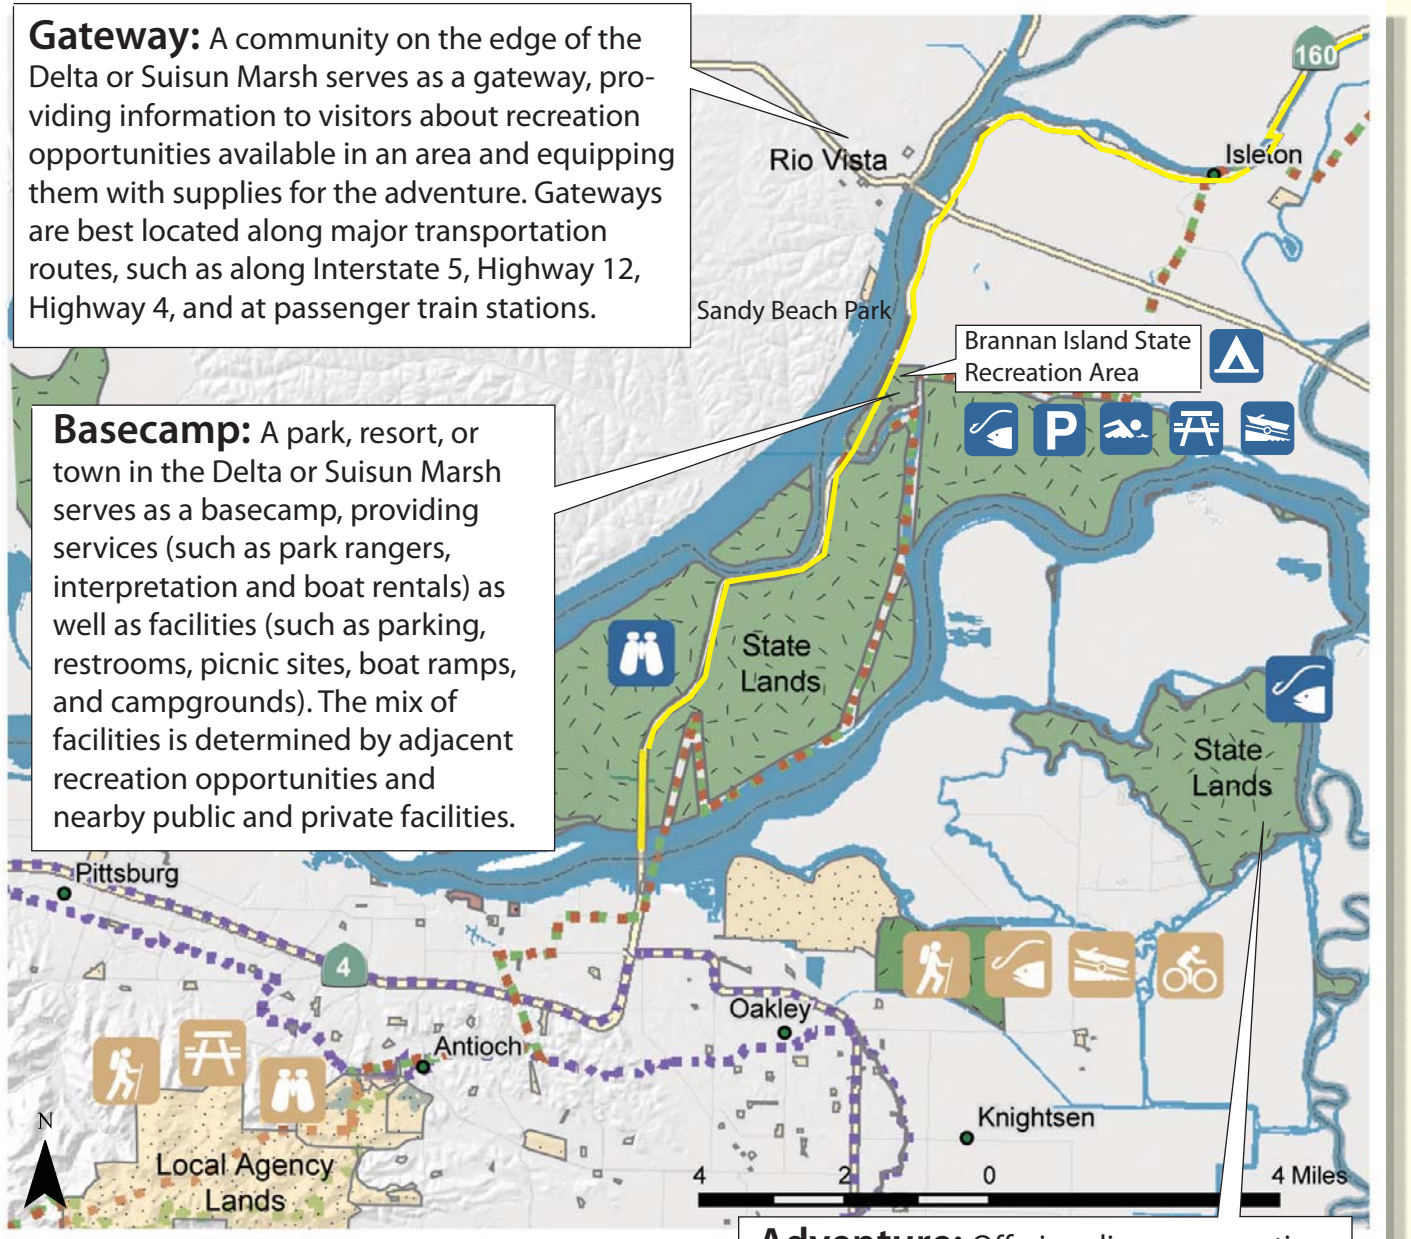 Gateway: A community on the edge of the
Delta or Suisun Marsh serves as a gateway, pro-
viding information to visitors about recreation
opportunities available in an area and equipping
them with supplies for the adventure. Gateways
are best located along major transportation
routes, such as along Interstate 5, Highway 12,
Highway 4, and at passenger train stations.
160
Rio Vista
Isleton
Sandy Beach Park
Brannan Island State
Recreation Area
P
Basecamp: A park, resort, or
town in the Delta or Suisun Marsh
serves as a basecamp, providing
services (such as park rangers,
interpretation and boat rentals) as
well as facilities (such as parking,
restrooms, picnic sites, boat ramps,
and campgrounds). The mix of
facilities is determined by adjacent
recreation opportunities and
nearby public and private facilities.
State
Lands
State
Lands
Pittsburg
4
Oakley
Antioch
Knightsen
N
Local Agency
Lands
4 2 0 4 Miles